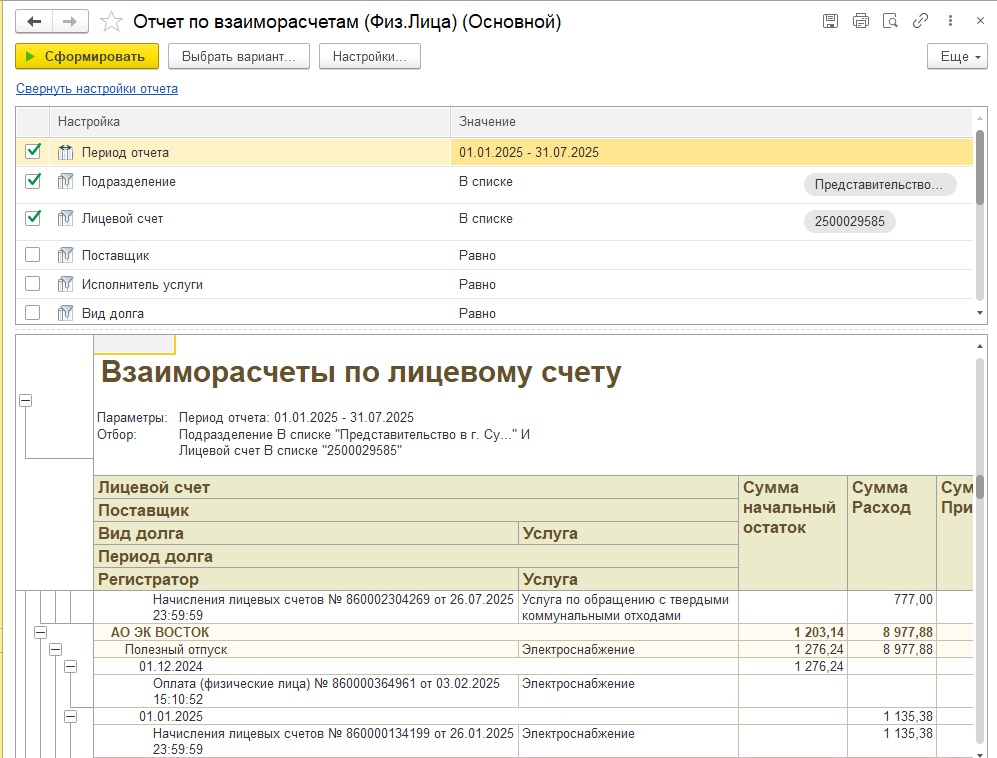 Отчет по взаиморасчетам (Физ.Лица) (Основной)
Сформировать Выбрать вариант... Настройки... Еще
Свернуть настройки отчета
Настройка Значение
Период отчета 01.01.2025 - 31.07.2025
Подразделение В списке Представительство...
Лицевой счет В списке 2500029585
Поставщик Равно
Исполнитель услуги Равно
Вид долга Равно
Взаиморасчеты по лицевому счету
Параметры: Период отчета: 01.01.2025 - 31.07.2025
Отбор: Подразделение В списке "Представительство в г. Су..." И
Лицевой счет В списке "2500029585"
Лицевой счет Сумма Сумма Сум
Поставщик начальный Расход При
Вид долга Услуга остаток
Период долга
Регистратор Услуга
Начисления лицевых счетов № 860002304269 от 26.07.2025 Услуга по обращению с твердыми 777,00
23:59:59 коммунальными отходами
АО ЭК ВОСТОК 1 203,14 8 977,88
Полезный отпуск Электроснабжение 1 276,24 8 977,88
01.12.2024 1 276,24
Оплата (физические лица) № 860000364961 от 03.02.2025 Электроснабжение
15:10:52
01.01.2025 1 135,38
Начисления лицевых счетов № 860000134199 от 26.01.2025 Электроснабжение 1 135,38
23:59:59